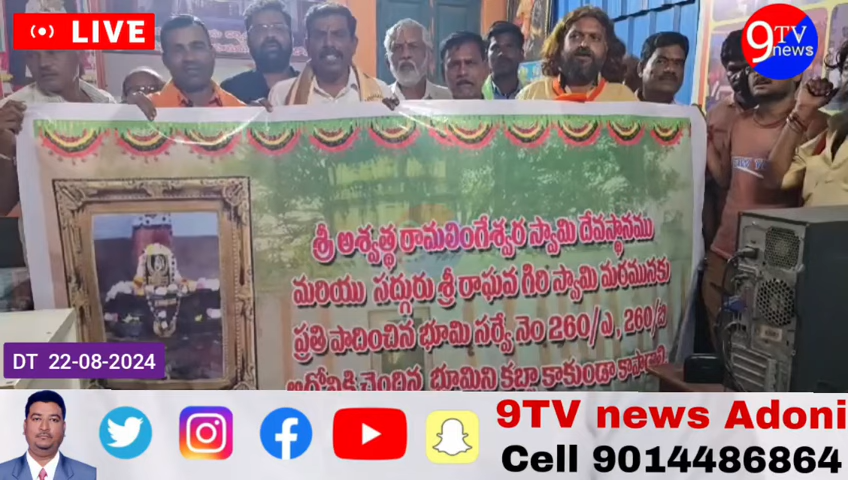 LIVE
9TV
news
శ్రీ అశ్వత్థ రామలింగేశ్వర స్వామి దేవస్థానము
మరియు సద్గురు శ్రీ రాఘవ గిరి స్వామి మఠమునకు
ప్రతి పాదించిన భూమి సర్వే నెం 260/ఎ, 260/బి
చెందిన భూమిని కబ్జా కాకుండా
DT 22-08-2024
9TV news Adoni
Cell 9014486864